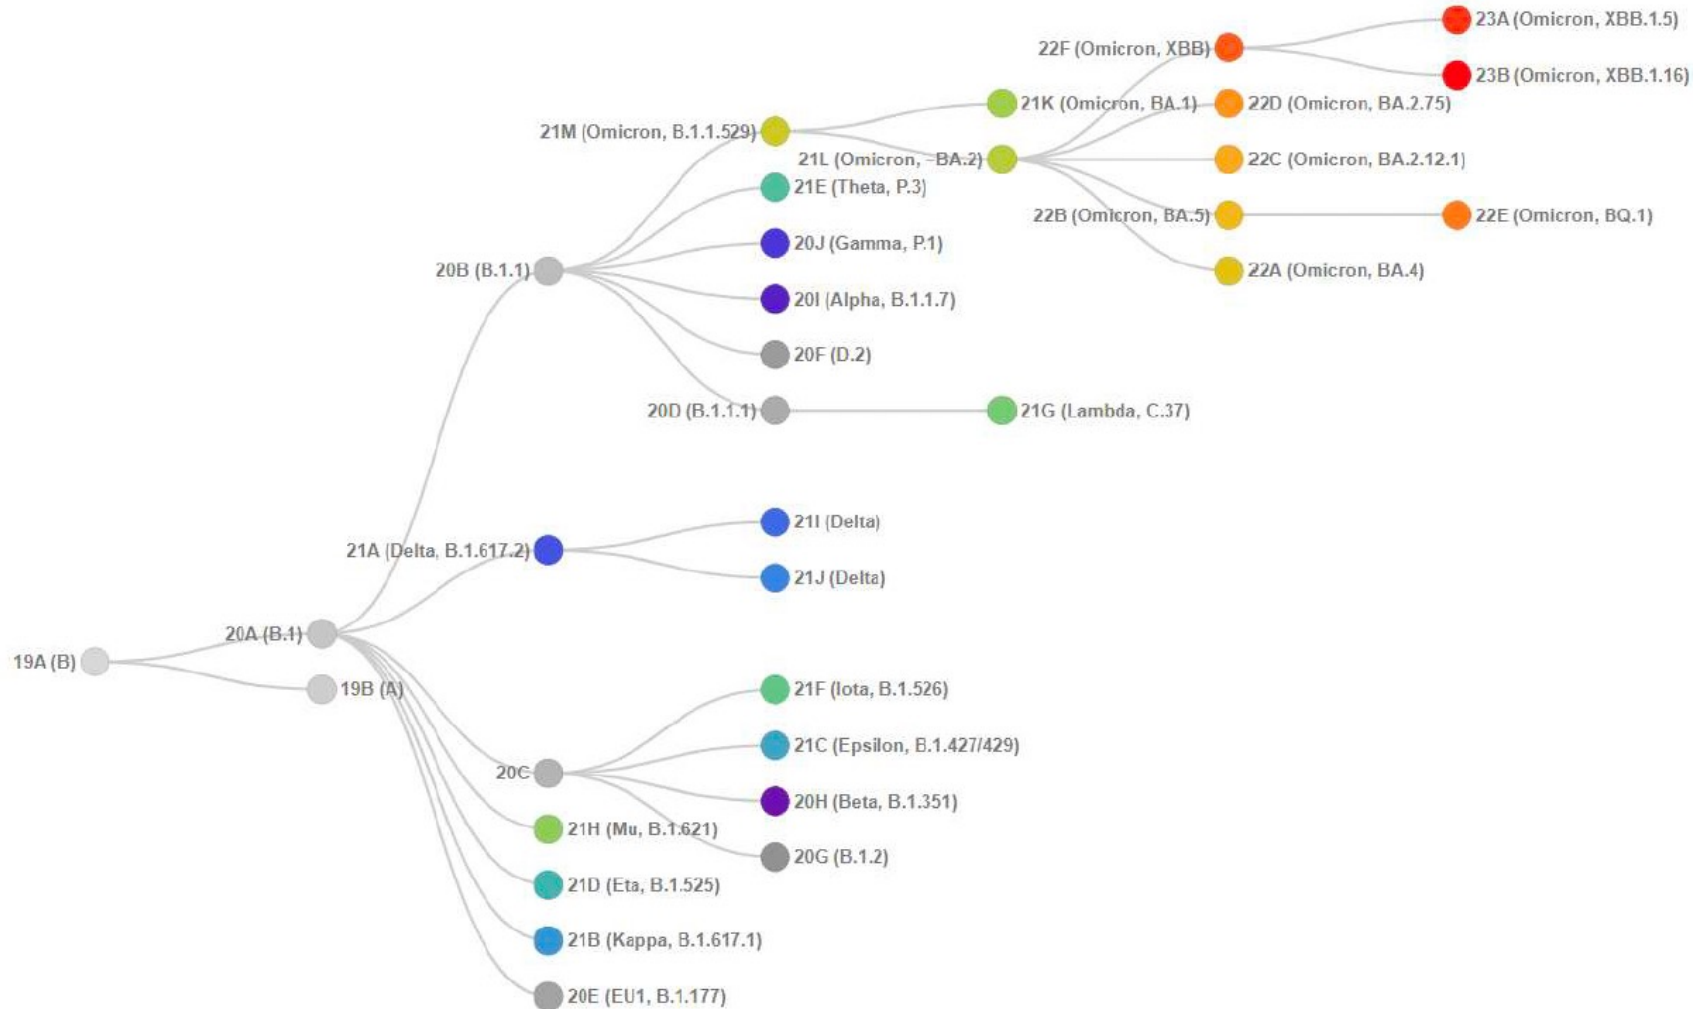 23A (Omicron, XBB.1.5)
22F (Omicron, XBB)
23B (Omicron, XBB.1.16)
21K (Omicron, BA.1)
22D (Omicron, BA.2.75)
21M (Omicron, B.1.1.529)
21L (Omicron, ~BA.2)
22C (Omicron, BA.2.12.1)
21E (Theta, P.3)
22B (Omicron, BA.5)
22E (Omicron, BQ.1)
20J (Gamma, P.1)
20B (B.1.1)
22A (Omicron, BA.4)
20I (Alpha, B.1.1.7)
20F (D.2)
20D (B.1.1.1)
21G (Lambda, C.37)
21I (Delta)
21A (Delta, B.1.617.2)
21J (Delta)
20A (B.1)
19A (B)
19B (A)
21F (Iota, B.1.526)
21C (Epsilon, B.1.427/429)
20C
20H (Beta, B.1.351)
21H (Mu, B.1.621)
20G (B.1.2)
21D (Eta, B.1.525)
21B (Kappa, B.1.617.1)
20E (EU1, B.1.177)